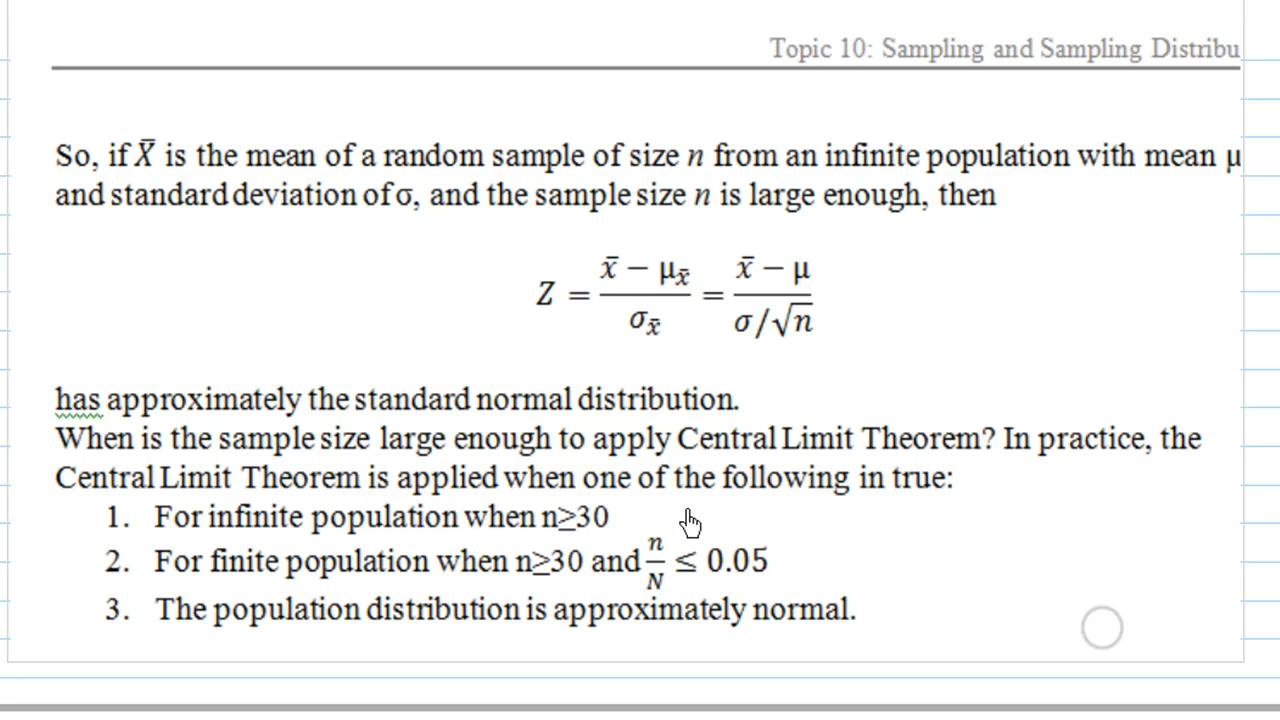 Topic 10: Sampling and Sampling Distribu
So, if X̄ is the mean of a random sample of size n from an infinite population with mean μ
and standard deviation of σ, and the sample size n is large enough, then
Z = (x̄ − μx̄)/σx̄ = (x̄ − μ)/(σ/√n)
has approximately the standard normal distribution.
When is the sample size large enough to apply Central Limit Theorem? In practice, the
Central Limit Theorem is applied when one of the following in true:
1. For infinite population when n≥30
2. For finite population when n≥30 and n/N ≤ 0.05
3. The population distribution is approximately normal.